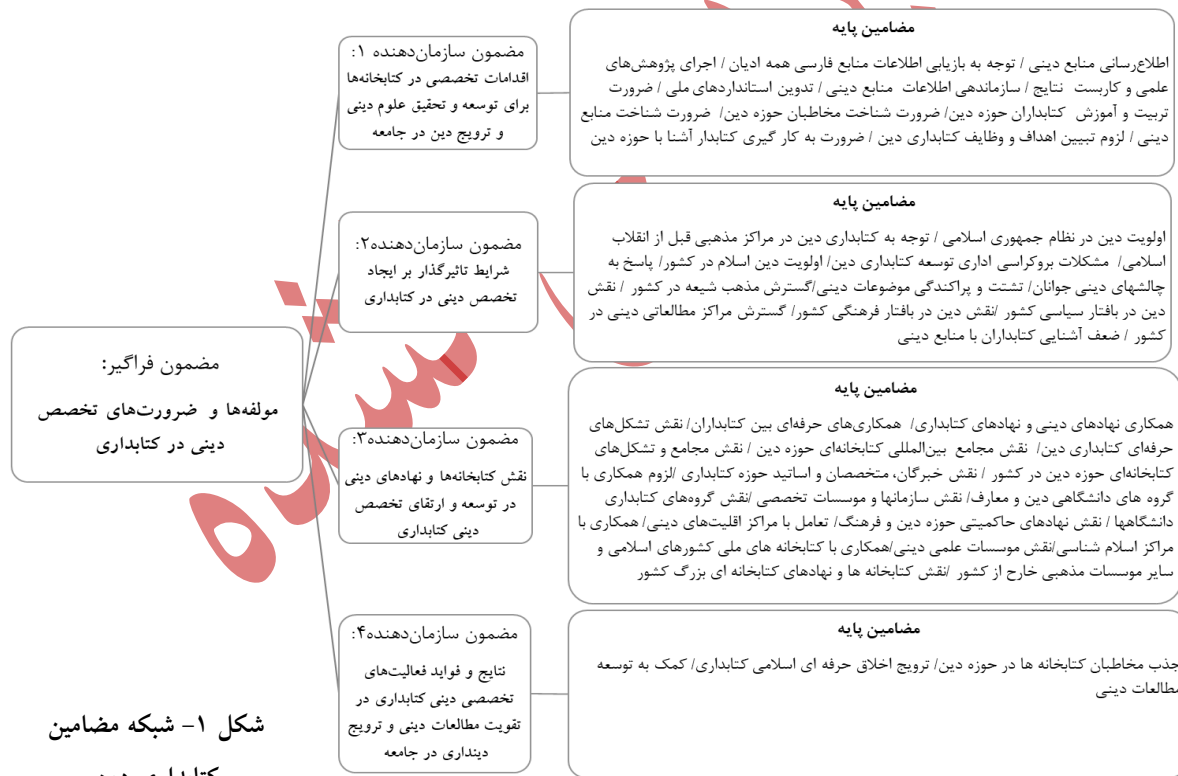 مضامین پایه
اطلاع‌رسانی منابع دینی / توجه به بازیابی اطلاعات منابع فارسی همه ادیان / اجرای پژوهش‌های
علمی و کاربست نتایج / سازماندهی اطلاعات منابع دینی / تدوین استانداردهای ملی / ضرورت
تربیت و آموزش کتابداران حوزه دین/ ضرورت شناخت مخاطبان حوزه دین/ ضرورت شناخت منابع
دینی / لزوم تبیین اهداف و وظایف کتابداری دین / ضرورت به کار گیری کتابدار آشنا با حوزه دین
مضمون سازمان‌دهنده ۱:
اقدامات تخصصی در کتابخانه‌ها
برای توسعه و تحقیق علوم دینی
و ترویج دین در جامعه
مضامین پایه
اولویت دین در نظام جمهوری اسلامی / توجه به کتابداری دین در مراکز مذهبی قبل از انقلاب
اسلامی/ مشکلات بروکراسی اداری توسعه کتابداری دین/ اولویت دین اسلام در کشور/ پاسخ به
چالشهای دینی جوانان/ تشتت و پراکندگی موضوعات دینی/گسترش مذهب شیعه در کشور / نقش
دین در بافتار سیاسی کشور /نقش دین در بافتار فرهنگی کشور/ گسترش مراکز مطالعاتی دینی در
کشور / ضعف آشنایی کتابداران با منابع دینی
مضمون سازمان‌دهنده۲:
شرایط تاثیرگذار بر ایجاد
تخصص دینی در کتابداری
مضمون فراگیر:
مولفه‌ها و ضرورت‌های تخصص
دینی در کتابداری
مضامین پایه
همکاری نهادهای دینی و نهادهای کتابداری/ همکاری‌های حرفه‌ای بین کتابداران/ نقش تشکل‌های
حرفه‌ای کتابداری دین/ نقش مجامع بین‌المللی کتابخانه‌ای حوزه دین / نقش مجامع و تشکل‌های
کتابخانه‌ای حوزه دین در کشور / نقش خبرگان، متخصصان و اساتید حوزه کتابداری /لزوم همکاری با
گروه های دانشگاهی دین و معارف/ نقش سازمانها و موسسات تخصصی /نقش گروه‌های کتابداری
دانشگاهها / نقش نهادهای حاکمیتی حوزه دین و فرهنگ/ تعامل با مراکز اقلیت‌های دینی/ همکاری با
مراکز اسلام شناسی/نقش موسسات علمی دینی/همکاری با کتابخانه های ملی کشورهای اسلامی و
سایر موسسات مذهبی خارج از کشور /نقش کتابخانه ها و نهادهای کتابخانه ای بزرگ کشور
مضمون سازمان‌دهنده۳:
نقش کتابخانه‌ها و نهادهای دینی
در توسعه و ارتقای تخصص
دینی کتابداری
مضامین پایه
جذب مخاطبان کتابخانه ها در حوزه دین/ ترویج اخلاق حرفه ای اسلامی کتابداری/ کمک به توسعه
مطالعات دینی
مضمون سازمان‌دهنده۴:
نتایج و فواید فعالیت‌های
تخصصی دینی کتابداری در
تقویت مطالعات دینی و ترویج
دینداری در جامعه
شکل ۱- شبکه مضامین